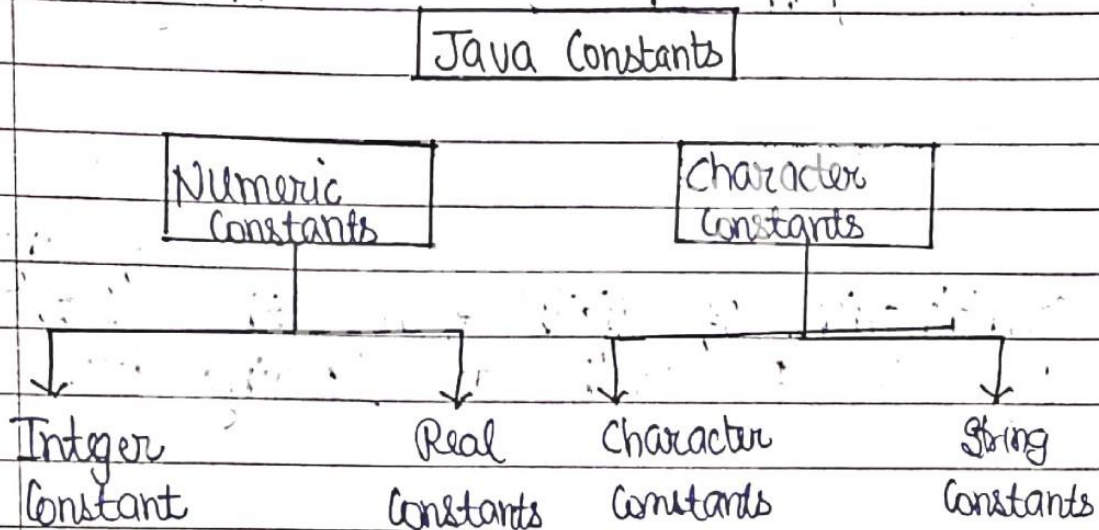 Java Constants
Numeric
Constants
Character
Constants
Integer
Constant
Real
Constants
Character
Constants
String
Constants